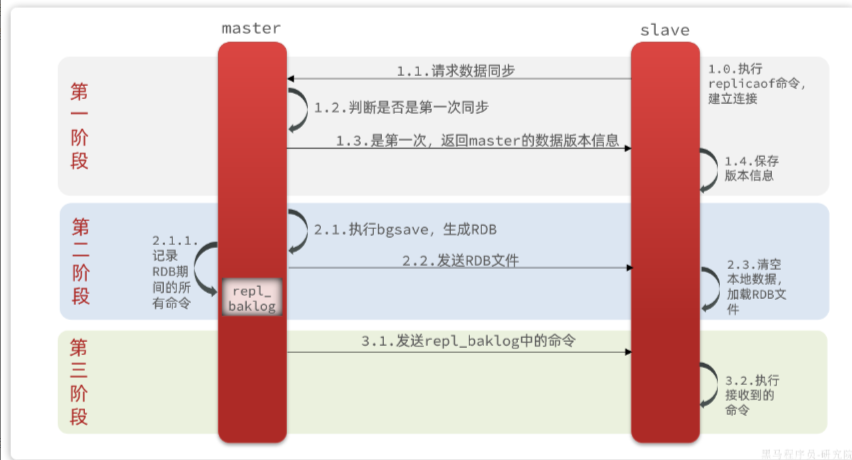 master
slave
第
一
阶
段
1.0.执行
replicaof命令，
建立连接
1.1.请求数据同步
1.2.判断是否是第一次同步
1.3.是第一次，返回master的数据版本信息
1.4.保存
版本信息
第
二
阶
段
2.1.执行bgsave，生成RDB
2.1.1.
记录
RDB期
间的所
有命令
repl_
baklog
2.2.发送RDB文件
2.3.清空
本地数据，
加载RDB文
件
第
三
阶
段
3.1.发送repl_baklog中的命令
3.2.执行
接收到的
命令
黑马程序员-研究院